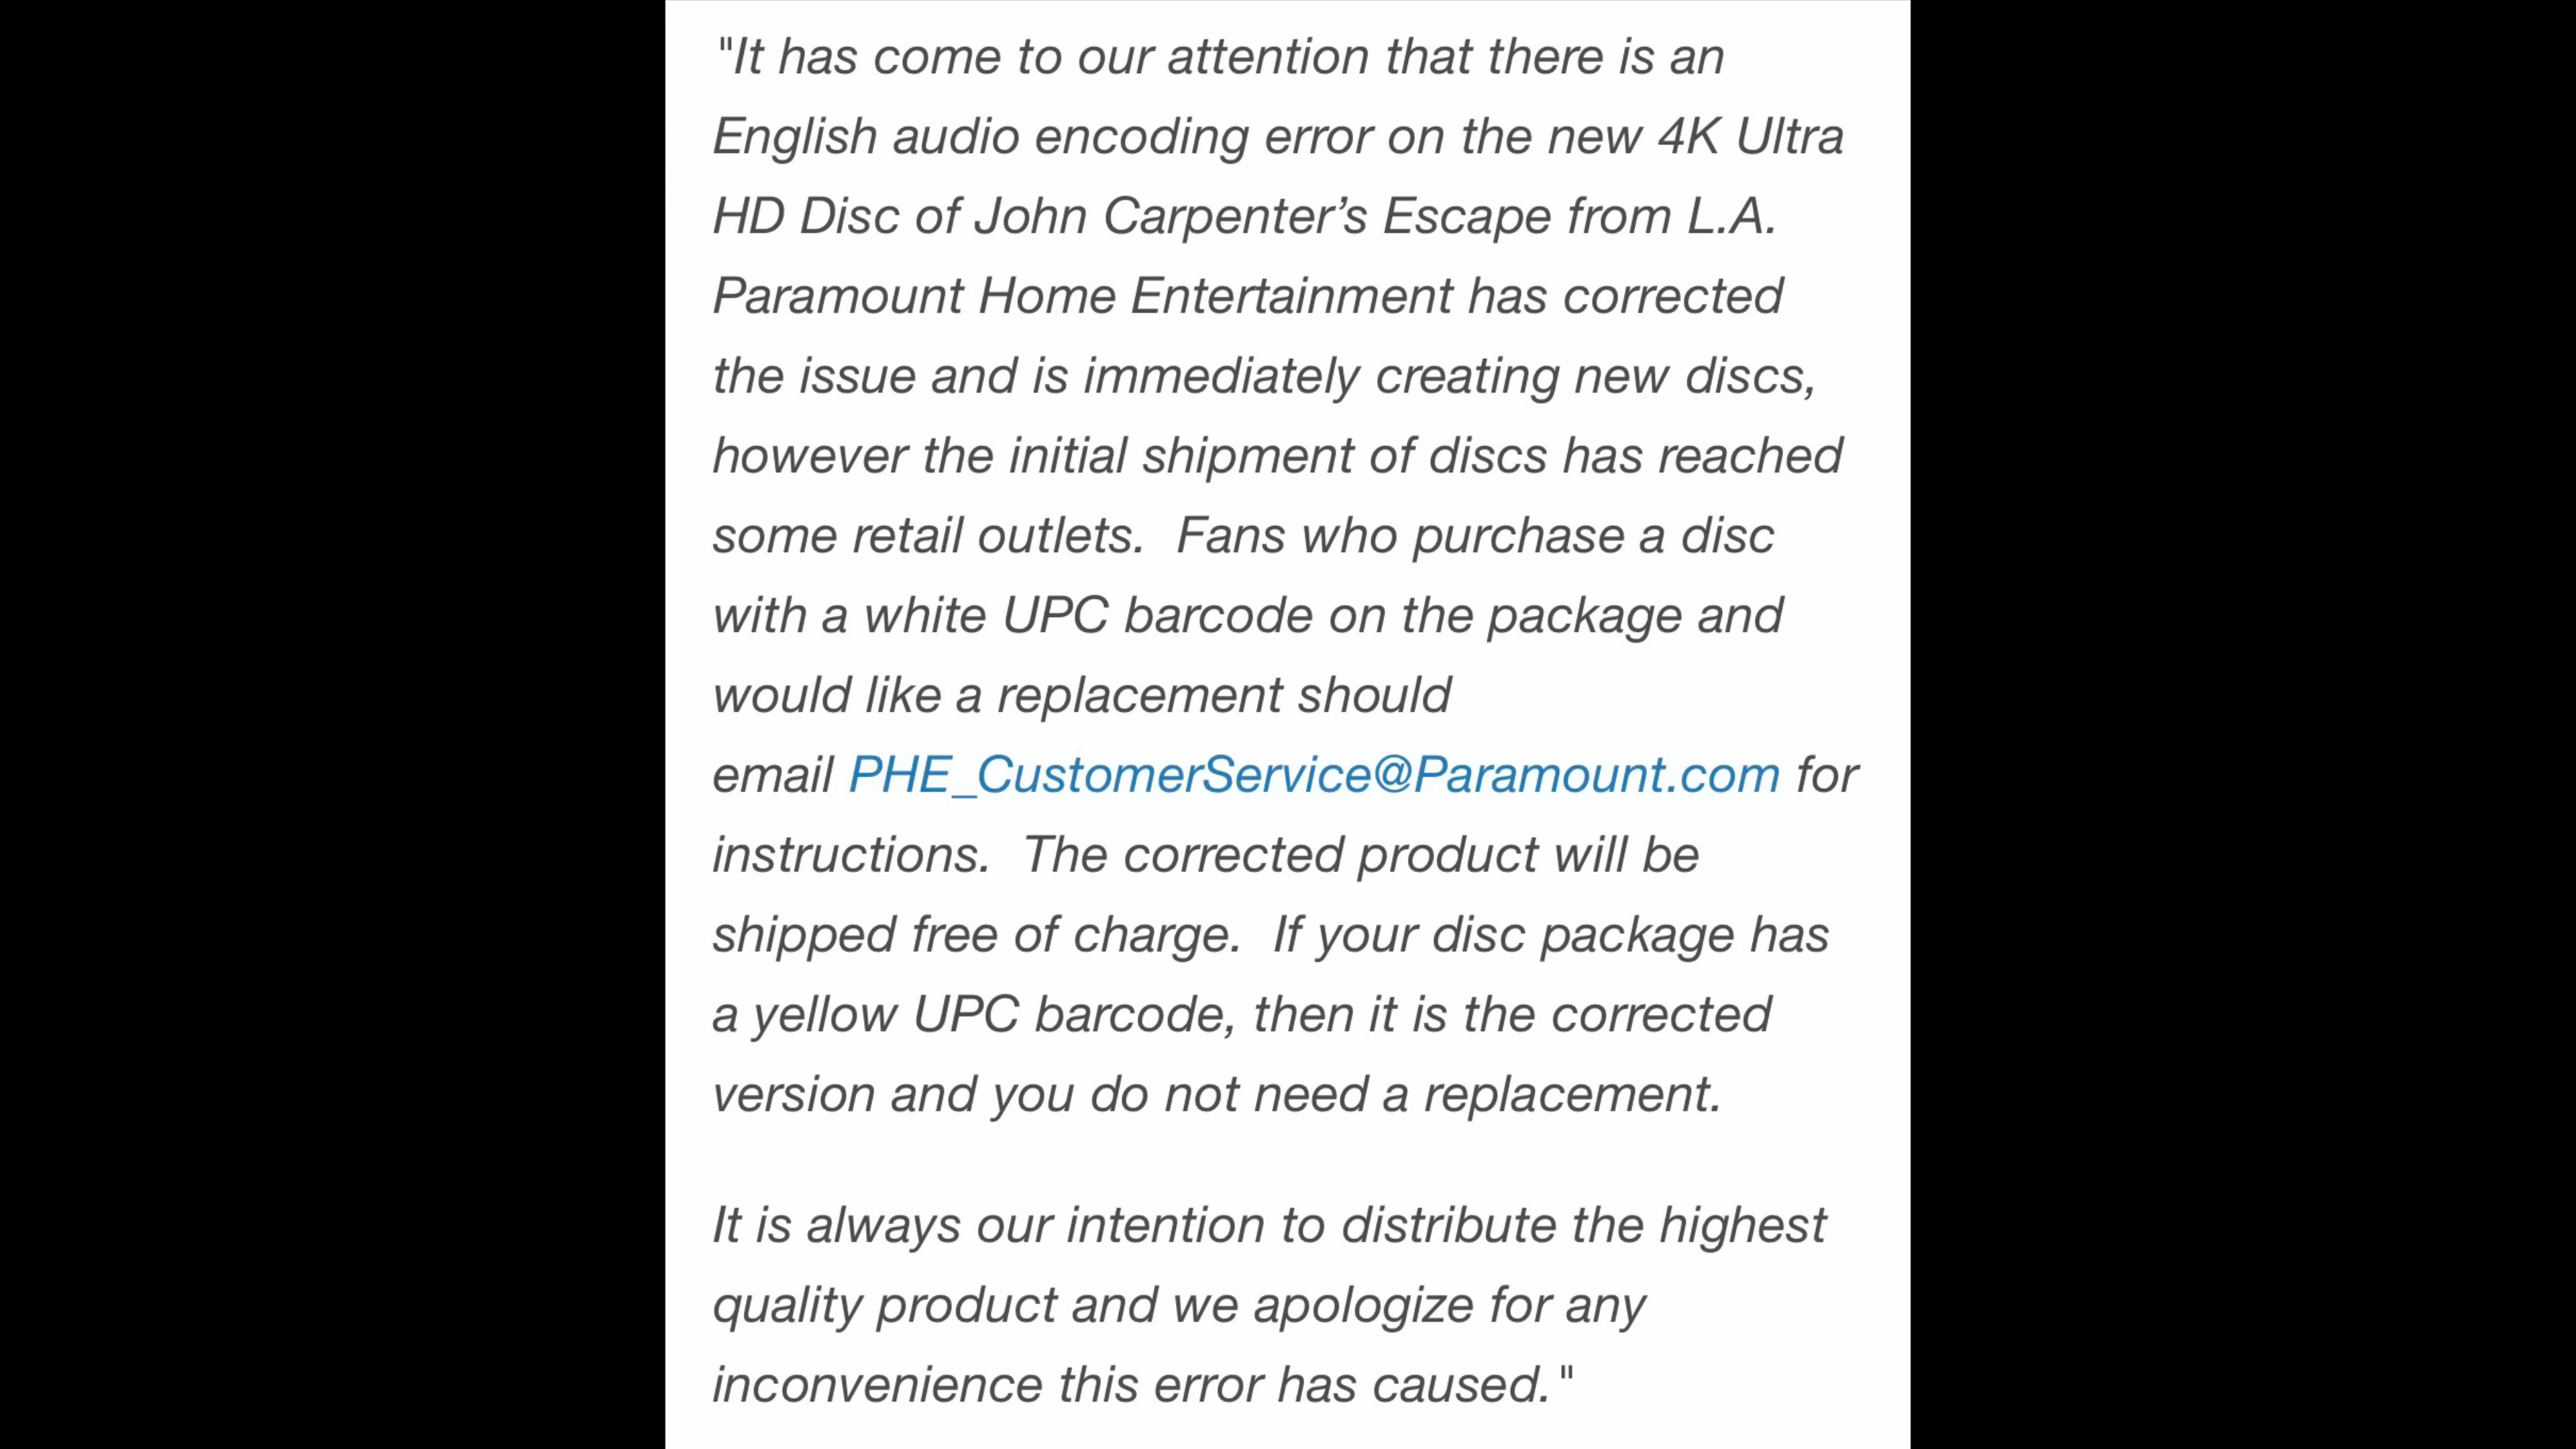 "It has come to our attention that there is an
English audio encoding error on the new 4K Ultra
HD Disc of John Carpenter’s Escape from L.A.
Paramount Home Entertainment has corrected
the issue and is immediately creating new discs,
however the initial shipment of discs has reached
some retail outlets.  Fans who purchase a disc
with a white UPC barcode on the package and
would like a replacement should
email PHE_CustomerService@Paramount.com for
instructions.  The corrected product will be
shipped free of charge.  If your disc package has
a yellow UPC barcode, then it is the corrected
version and you do not need a replacement.
It is always our intention to distribute the highest
quality product and we apologize for any
inconvenience this error has caused."